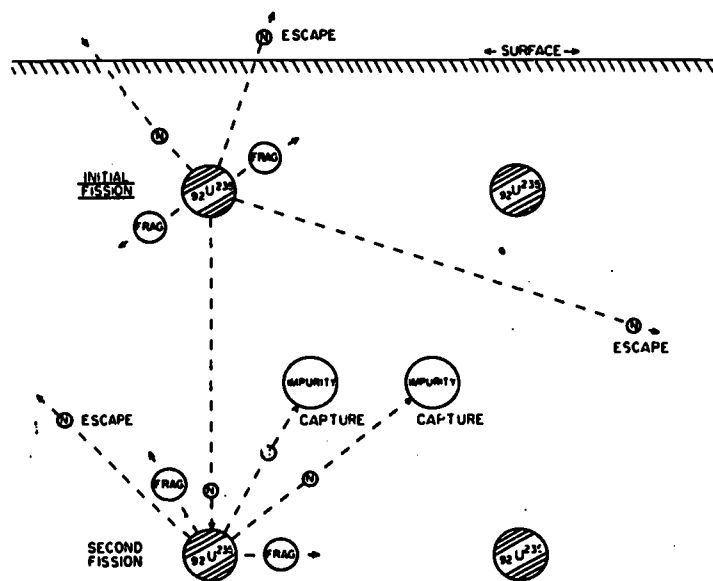 N ESCAPE
← SURFACE →
N
FRAG
INITIAL
FISSION
92U235
92U235
FRAG
N
ESCAPE
IMPURITY
IMPURITY
N ESCAPE
CAPTURE
CAPTURE
N
FRAG
N
SECOND
FISSION
92U235
FRAG
92U235